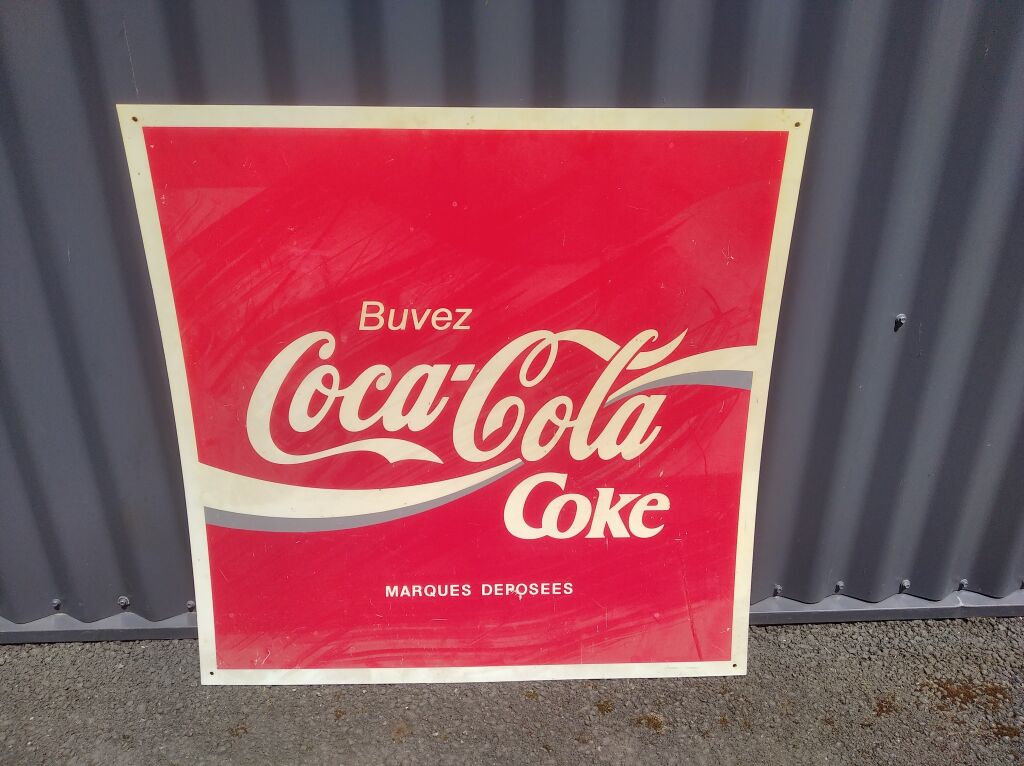 Buvez
Coca-Cola
Coke
MARQUES DEPOSEES